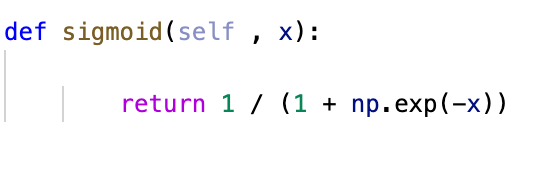 def sigmoid(self , x):
return 1 / (1 + np.exp(-x))